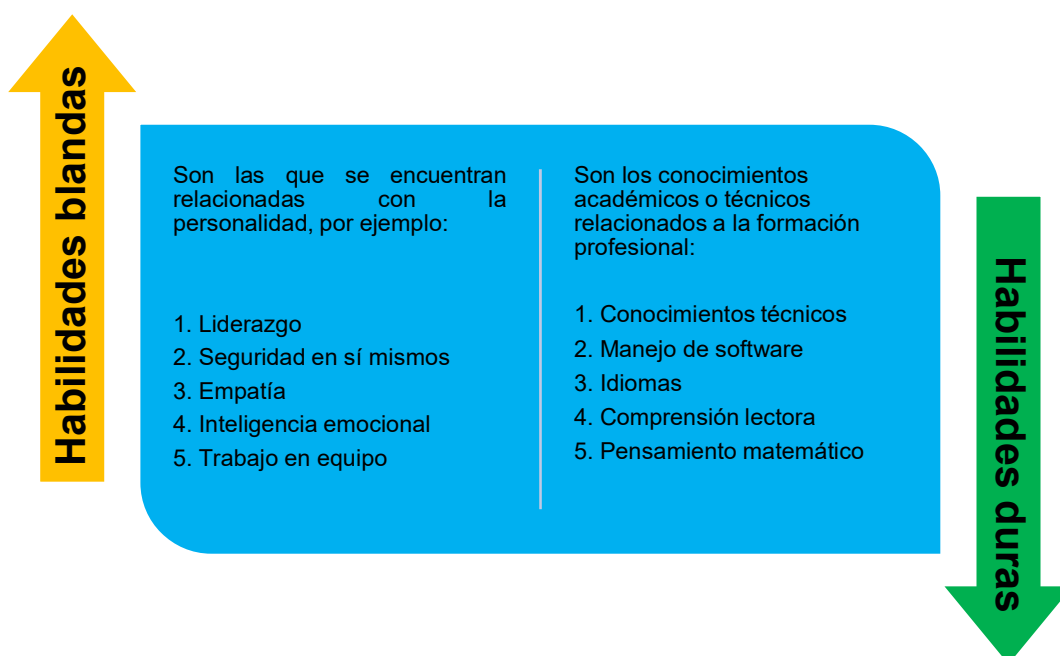 Habilidades blandas
Son las que se encuentran
relacionadas con la
personalidad, por ejemplo:
1. Liderazgo
2. Seguridad en sí mismos
3. Empatía
4. Inteligencia emocional
5. Trabajo en equipo
Son los conocimientos
académicos o técnicos
relacionados a la formación
profesional:
1. Conocimientos técnicos
2. Manejo de software
3. Idiomas
4. Comprensión lectora
5. Pensamiento matemático
Habilidades duras